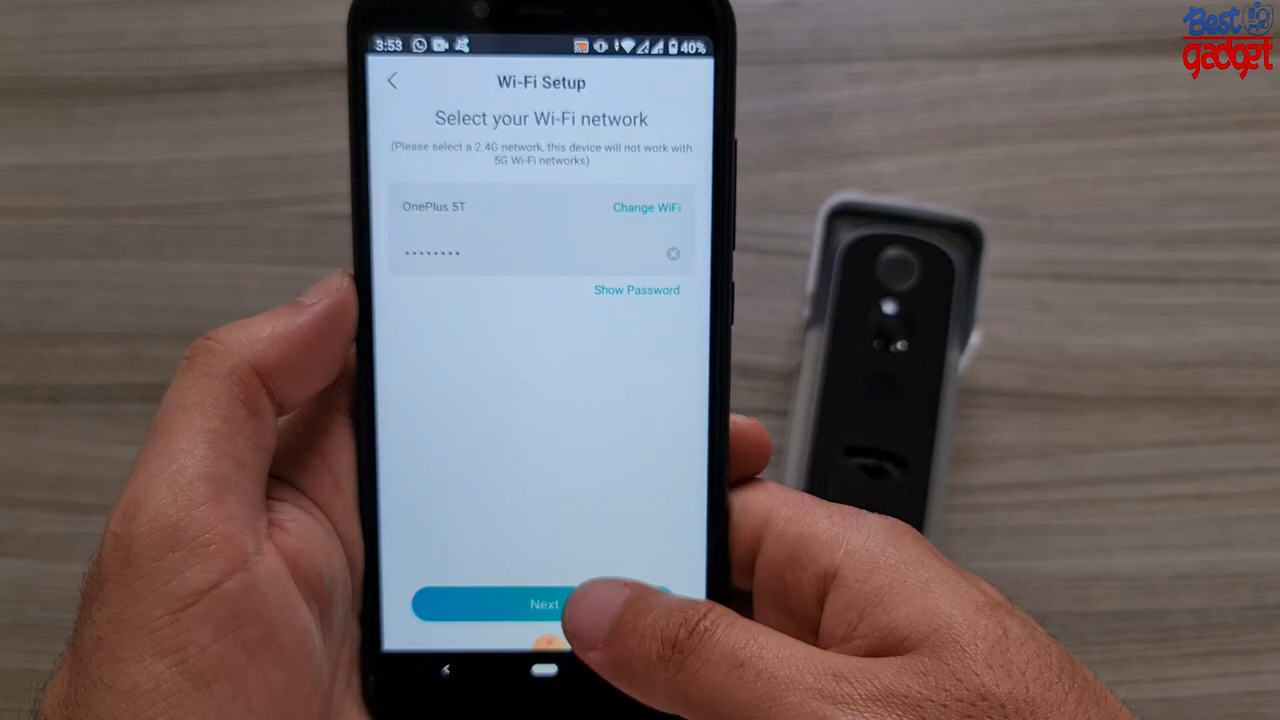 Best
gadget
3:53
40%
Wi-Fi Setup
Select your Wi-Fi network
(Please select a 2.4G network, this device will not work with
5G Wi-Fi networks)
OnePlus 5T Change WiFi
••••••••
Show Password
Next